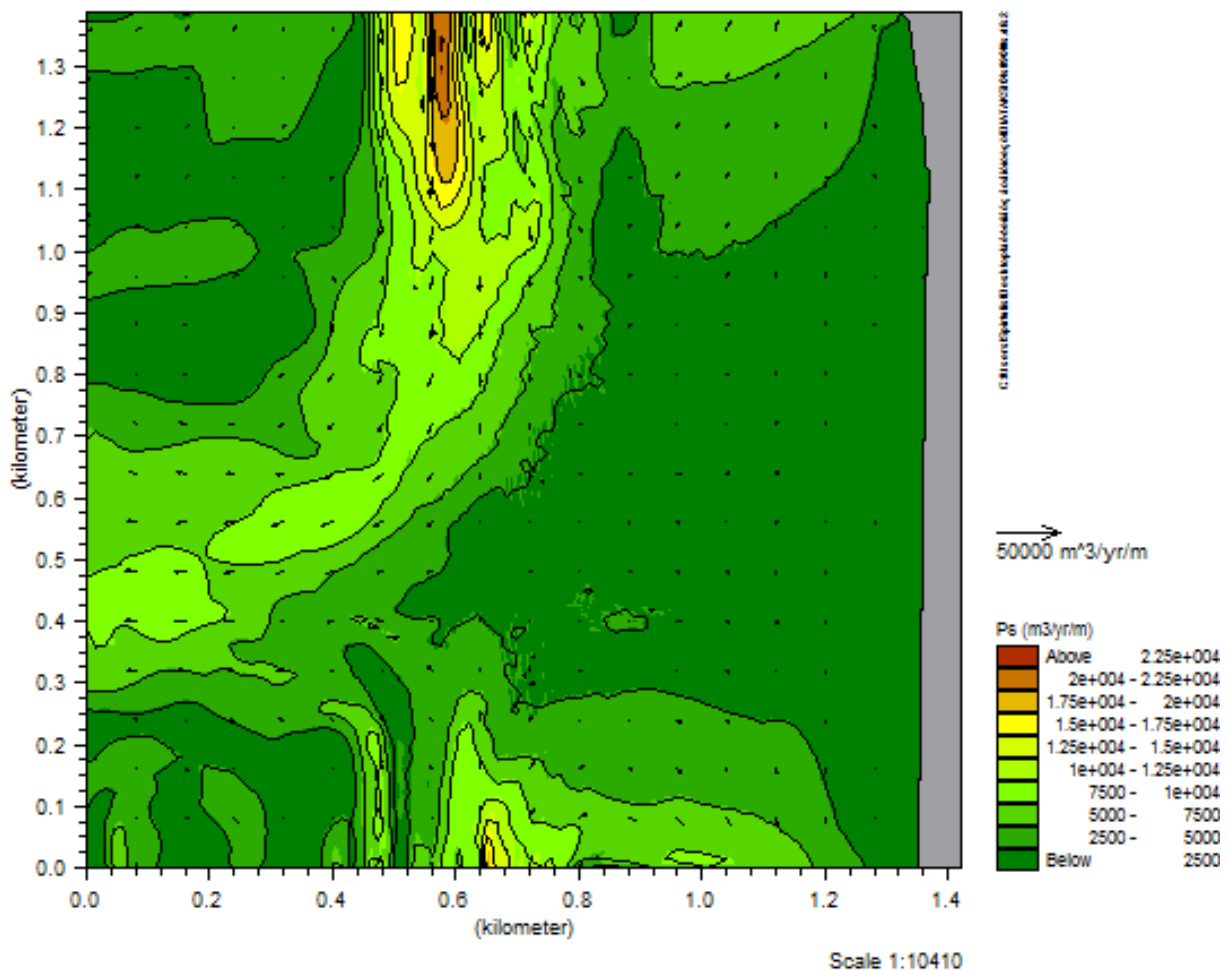 1.3
1.2
1.1
1.0
0.9
0.8
0.7
0.6
0.5
0.4
0.3
0.2
0.1
0.0
(kilometer)
0.0 0.2 0.4 0.6 0.8 1.0 1.2 1.4
(kilometer)
Scale 1:10410
50000 m^3/yr/m
Ps (m3/yr/m)
Above 2.25e+004
2e+004 - 2.25e+004
1.75e+004 - 2e+004
1.5e+004 - 1.75e+004
1.25e+004 - 1.5e+004
1e+004 - 1.25e+004
7500 - 1e+004
5000 - 7500
2500 - 5000
Below 2500